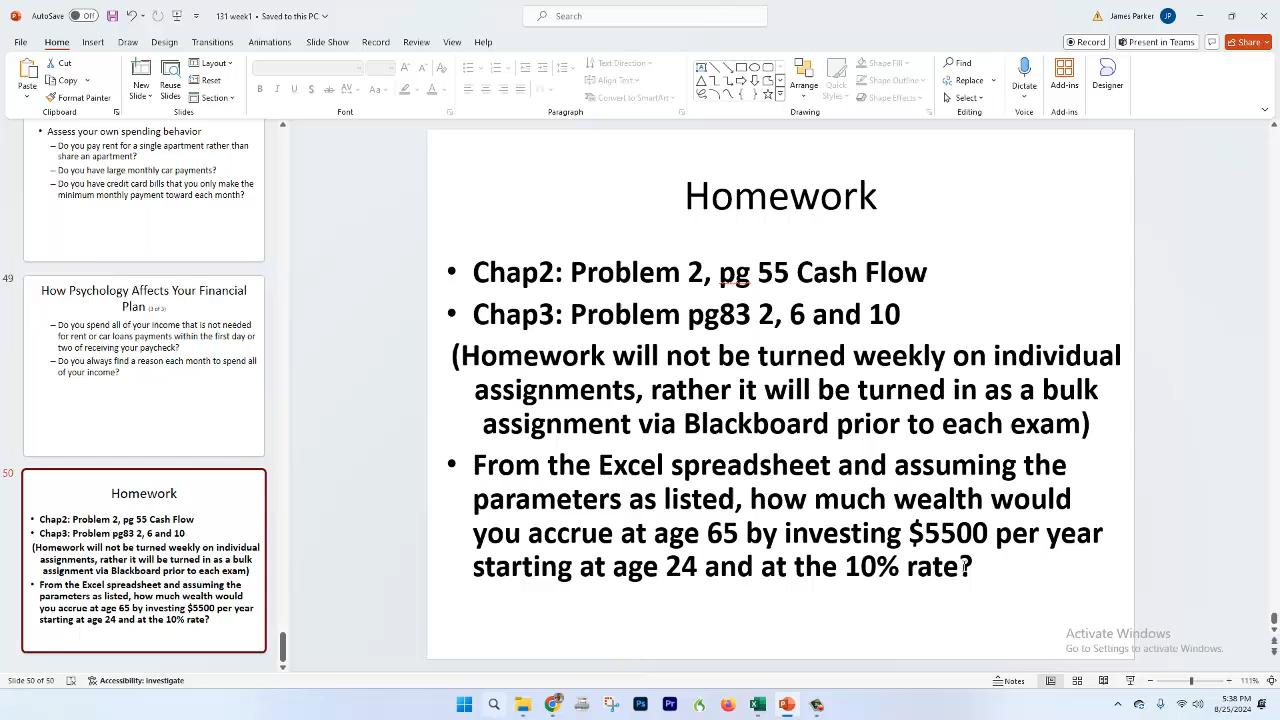 AutoSave Off 131 week1 • Saved to this PC Search James Parker JP
File Home Insert Draw Design Transitions Animations Slide Show Record Review View Help Record Present in Teams Share
Paste Cut Copy Format Painter Clipboard
New Slide Reuse Slides Layout Reset Section Slides
B I U S ab AV Aa A Font
Text Direction Align Text Convert to SmartArt Paragraph
Arrange Quick Styles Shape Fill Shape Outline Shape Effects Drawing
Find Replace Select Editing
Dictate Voice
Add-ins Add-ins
Designer
• Assess your own spending behavior
– Do you pay rent for a single apartment rather than
share an apartment?
– Do you have large monthly car payments?
– Do you have credit card bills that you only make the
minimum monthly payment toward each month?
49
How Psychology Affects Your Financial
Plan (3 of 3)
– Do you spend all of your income that is not needed
for rent or car loans payments within the first day or
two of receiving your paycheck?
– Do you always find a reason each month to spend all
of your income?
50
Homework
• Chap2: Problem 2, pg 55 Cash Flow
• Chap3: Problem pg83 2, 6 and 10
(Homework will not be turned weekly on individual
assignments, rather it will be turned in as a bulk
assignment via Blackboard prior to each exam)
• From the Excel spreadsheet and assuming the
parameters as listed, how much wealth would
you accrue at age 65 by investing $5500 per year
starting at age 24 and at the 10% rate?
Homework
• Chap2: Problem 2, pg 55 Cash Flow
• Chap3: Problem pg83 2, 6 and 10
(Homework will not be turned weekly on individual
assignments, rather it will be turned in as a bulk
assignment via Blackboard prior to each exam)
• From the Excel spreadsheet and assuming the
parameters as listed, how much wealth would
you accrue at age 65 by investing $5500 per year
starting at age 24 and at the 10% rate?
Activate Windows
Go to Settings to activate Windows.
Slide 50 of 50 Accessibility: Investigate Notes 111%
5:38 PM
8/25/2024